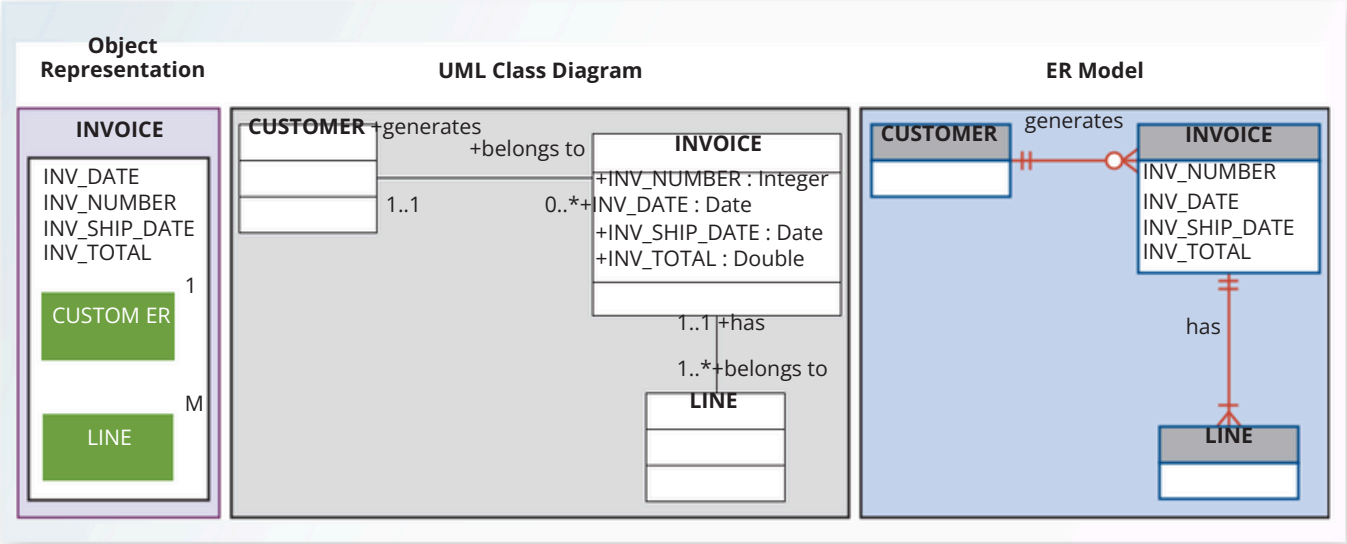 Object
Representation
UML Class Diagram
ER Model
INVOICE
INV_DATE
INV_NUMBER
INV_SHIP_DATE
INV_TOTAL
1
CUSTOM ER
M
LINE
CUSTOMER +generates
+belongs to
1..1
INVOICE
+INV_NUMBER : Integer
0..*+INV_DATE : Date
+INV_SHIP_DATE : Date
+INV_TOTAL : Double
1..1 +has
1..*+belongs to
LINE
CUSTOMER
generates
INVOICE
INV_NUMBER
INV_DATE
INV_SHIP_DATE
INV_TOTAL
has
LINE